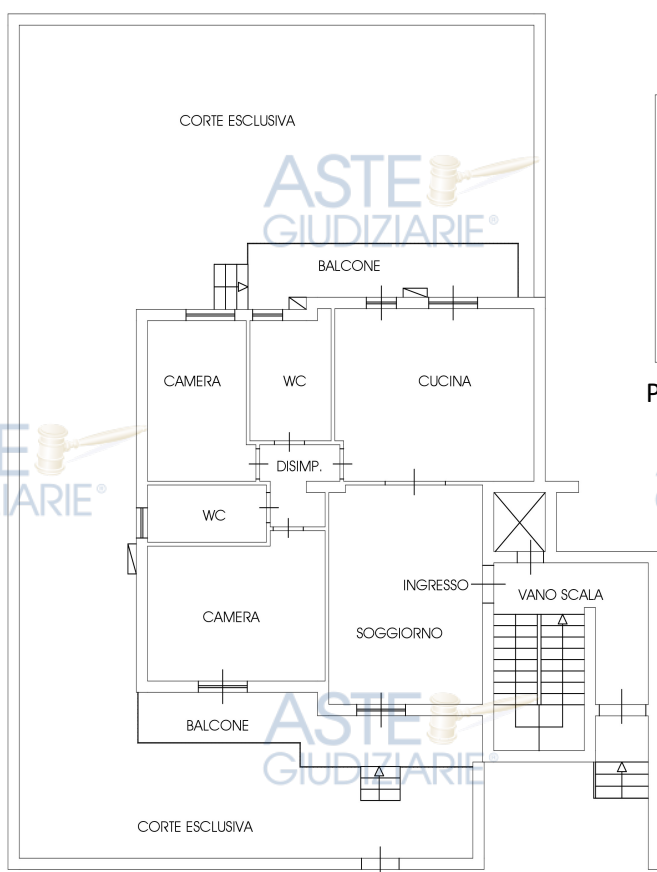 CORTE ESCLUSIVA
ASTE
GIUDIZIARIE®
BALCONE
CAMERA
WC
CUCINA
P
E
DISIMP.
IARIE®
WC
INGRESSO
VANO SCALA
CAMERA
SOGGIORNO
ASTE
BALCONE
GIUDIZIARIE®
CORTE ESCLUSIVA